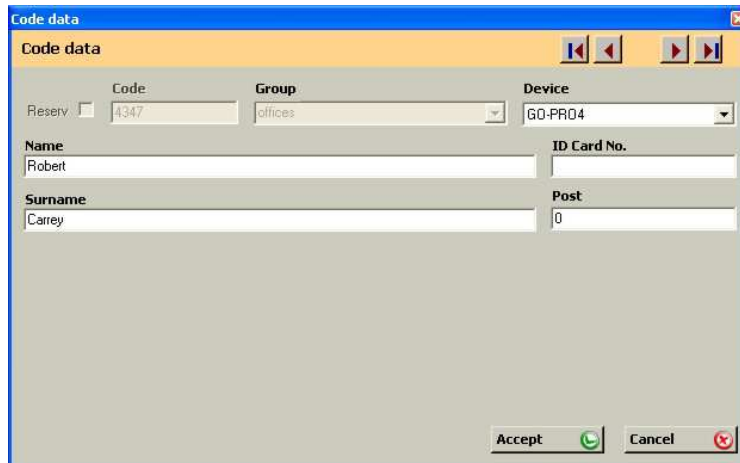 Code data
Code data
Code Group Device
Reserv 4347 offices GO-PRO4
Name ID Card No.
Robert
Surname Post
Carrey 0
Accept Cancel